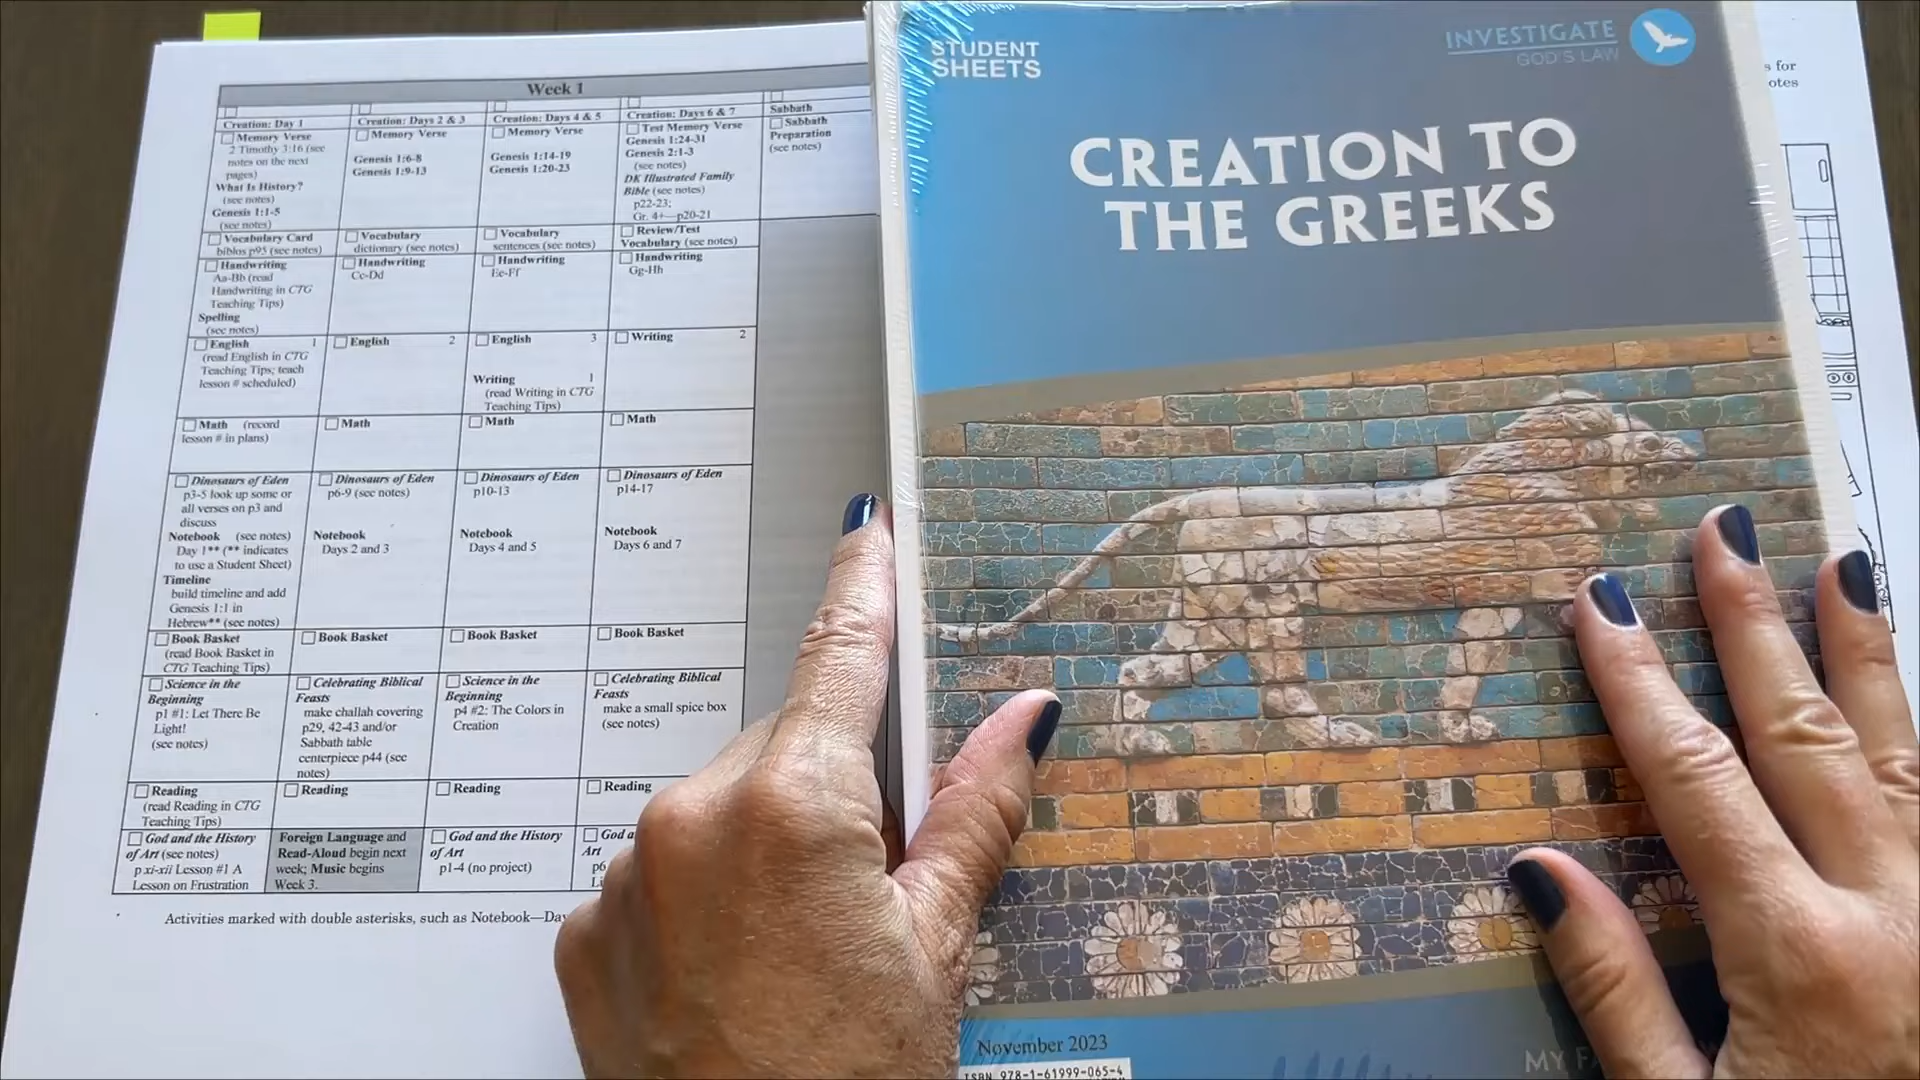 Week 1
Creation: Day 1
Memory Verse
2 Timothy 3:16 (see
notes on the next
pages)
What Is History?
(see notes)
Genesis 1:1-5
(see notes)
Creation: Days 2 & 3
Memory Verse
Genesis 1:6-8
Genesis 1:9-13
Creation: Days 4 & 5
Memory Verse
Genesis 1:14-19
Genesis 1:20-23
Creation: Days 6 & 7
Test Memory Verse
Genesis 1:24-31
Genesis 2:1-3
(see notes)
DK Illustrated Family
Bible (see notes)
p22-23;
Gr. 4+—p20-21
Sabbath
Sabbath
Preparation
(see notes)
Vocabulary Card
biblos p95 (see notes)
Vocabulary
dictionary (see notes)
Vocabulary
sentences (see notes)
Review/Test
Vocabulary (see notes)
Handwriting
Aa-Bb (read
Handwriting in CTG
Teaching Tips)
Spelling
(see notes)
Handwriting
Cc-Dd
Handwriting
Ee-Ff
Handwriting
Gg-Hh
English 1
(read English in CTG
Teaching Tips; teach
lesson # scheduled)
English 2
English 3
Writing 1
(read Writing in CTG
Teaching Tips)
Writing 2
Math (record
lesson # in plans)
Math
Math
Math
Dinosaurs of Eden
p3-5 look up some or
all verses on p3 and
discuss
Notebook (see notes)
Day 1** (** indicates
to use a Student Sheet)
Timeline
build timeline and add
Genesis 1:1 in
Hebrew** (see notes)
Dinosaurs of Eden
p6-9 (see notes)
Notebook
Days 2 and 3
Dinosaurs of Eden
p10-13
Notebook
Days 4 and 5
Dinosaurs of Eden
p14-17
Notebook
Days 6 and 7
Book Basket
(read Book Basket in
CTG Teaching Tips)
Book Basket
Book Basket
Book Basket
Science in the
Beginning
p1 #1: Let There Be
Light!
(see notes)
Celebrating Biblical
Feasts
make challah covering
p29, 42-43 and/or
Sabbath table
centerpiece p44 (see
notes)
Science in the
Beginning
p4 #2: The Colors in
Creation
Celebrating Biblical
Feasts
make a small spice box
(see notes)
Reading
(read Reading in CTG
Teaching Tips)
Reading
Reading
Reading
God and the History
of Art (see notes)
p xi-xii Lesson #1 A
Lesson on Frustration
Foreign Language and
Read-Aloud begin next
week; Music begins
Week 3.
God and the History
of Art
p1-4 (no project)
God a
Art
p6
Li
Activities marked with double asterisks, such as Notebook—Day
STUDENT
SHEETS
INVESTIGATE
GOD'S LAW
CREATION TO
THE GREEKS
November 2023
ISBN 978-1-61999-065-4
MY FA
s for
otes